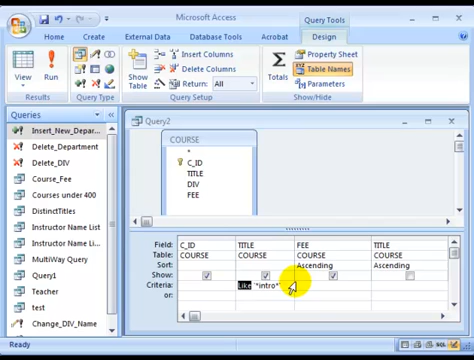 Microsoft Access
Query Tools
Home
Create
External Data
Database Tools
Acrobat
Design
View
Run
Results
Query Type
Show
Table
Insert Columns
Delete Columns
Return: All
Query Setup
Σ
Totals
Property Sheet
Table Names
Parameters
Show/Hide
Queries
Insert_New_Depar...
Delete_Department
Delete_DIV
Course_Fee
Courses under 400
DistinctTitles
Instructor Name List
Instructor Name List
MultiWay Query
Query1
Teacher
test
Change_DIV_Name
Query2
COURSE
*
C_ID
TITLE
DIV
FEE
Field: C_ID TITLE FEE TITLE
Table: COURSE COURSE COURSE COURSE
Sort: Ascending Ascending
Show:
Criteria: Like "*intro*"
or:
Ready
SQL